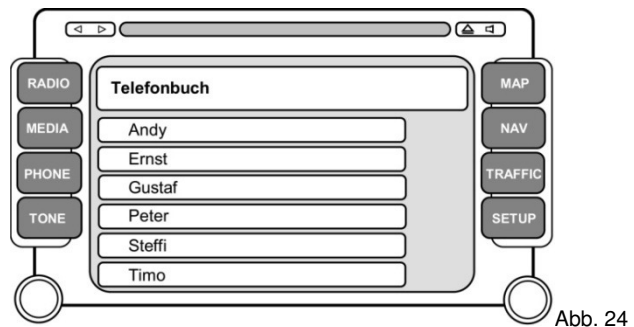 RADIO
MEDIA
PHONE
TONE
Telefonbuch
Andy
Ernst
Gustaf
Peter
Steffi
Timo
MAP
NAV
TRAFFIC
SETUP
Abb. 24